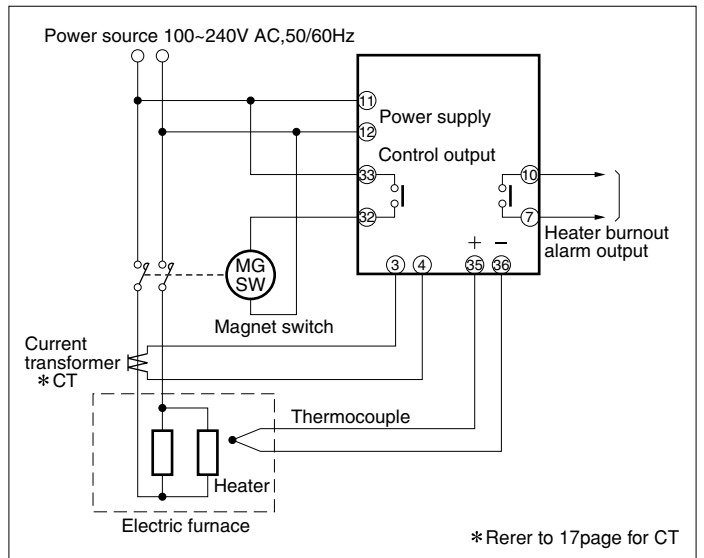 Power source 100~240V AC,50/60Hz
11
Power supply
12
Control output
33
10
32
7
Heater burnout
alarm output
+ −
3 4 35 36
MG
SW
Magnet switch
Current
transformer
*CT
Thermocouple
Heater
Electric furnace
*Rerer to 17page for CT